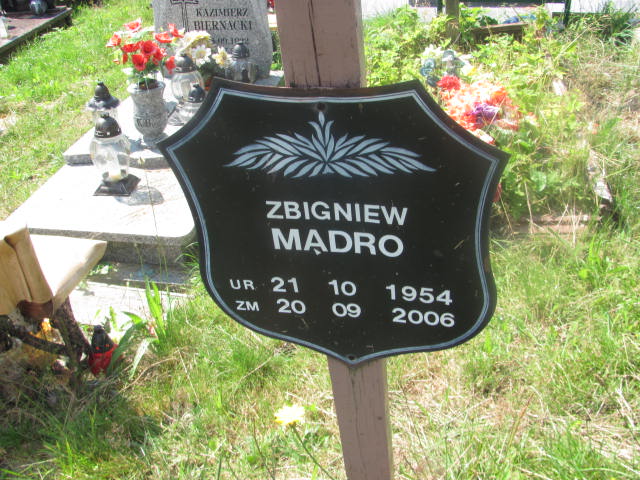 KAZIMIERZ
BIERNACKI
ZBIGNIEW
MĄDRO
UR 21 10 1954
ZM 20 09 2006